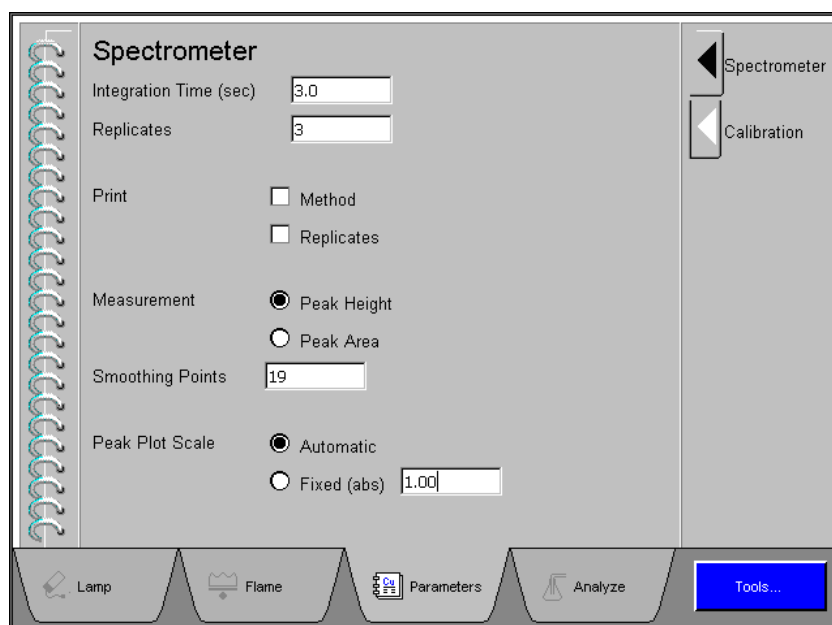 Spectrometer
Integration Time (sec) 3.0
Replicates 3
Print Method
Replicates
Measurement Peak Height
Peak Area
Smoothing Points 19
Peak Plot Scale Automatic
Fixed (abs) 1.00
Spectrometer
Calibration
Lamp Flame Cu Parameters Analyze Tools...